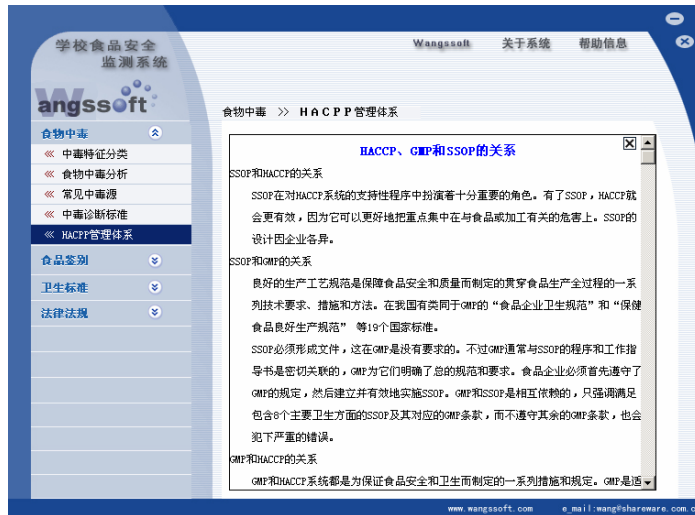 学校食品安全
监测系统
Wangssoft 关于系统 帮助信息
Wangssoft
食物中毒 >> HACPP管理体系
食物中毒
中毒特征分类
食物中毒分析
常见中毒源
中毒诊断标准
HACPP管理体系
食品鉴别
卫生标准
法律法规
HACCP、GMP和SSOP的关系
SSOP和HACCP的关系
SSOP在对HACCP系统的支持性程序中扮演着十分重要的角色。有了SSOP,HACCP就
会更有效,因为它可以更好地把重点集中在与食品或加工有关的危害上。SSOP的
设计因企业各异。
SSOP和GMP的关系
良好的生产工艺规范是保障食品安全和质量而制定的贯穿食品生产全过程的一系
列技术要求、措施和方法。在我国有类同于GMP的“食品企业卫生规范”和“保健
食品良好生产规范” 等19个国家标准。
SSOP必须形成文件,这在GMP是没有要求的。不过GMP通常与SSOP的程序和工作指
导书是密切关联的,GMP为它们明确了总的规范和要求。食品企业必须首先遵守了
GMP的规定,然后建立并有效地实施SSOP。GMP和SSOP是相互依赖的,只强调满足
包含8个主要卫生方面的SSOP及其对应的GMP条款,而不遵守其余的GMP条款,也会
犯下严重的错误。
GMP和HACCP的关系
GMP和HACCP系统都是为保证食品安全和卫生而制定的一系列措施和规定。GMP是适
www.wangssoft.com e_mail:wang@shareware.com.c